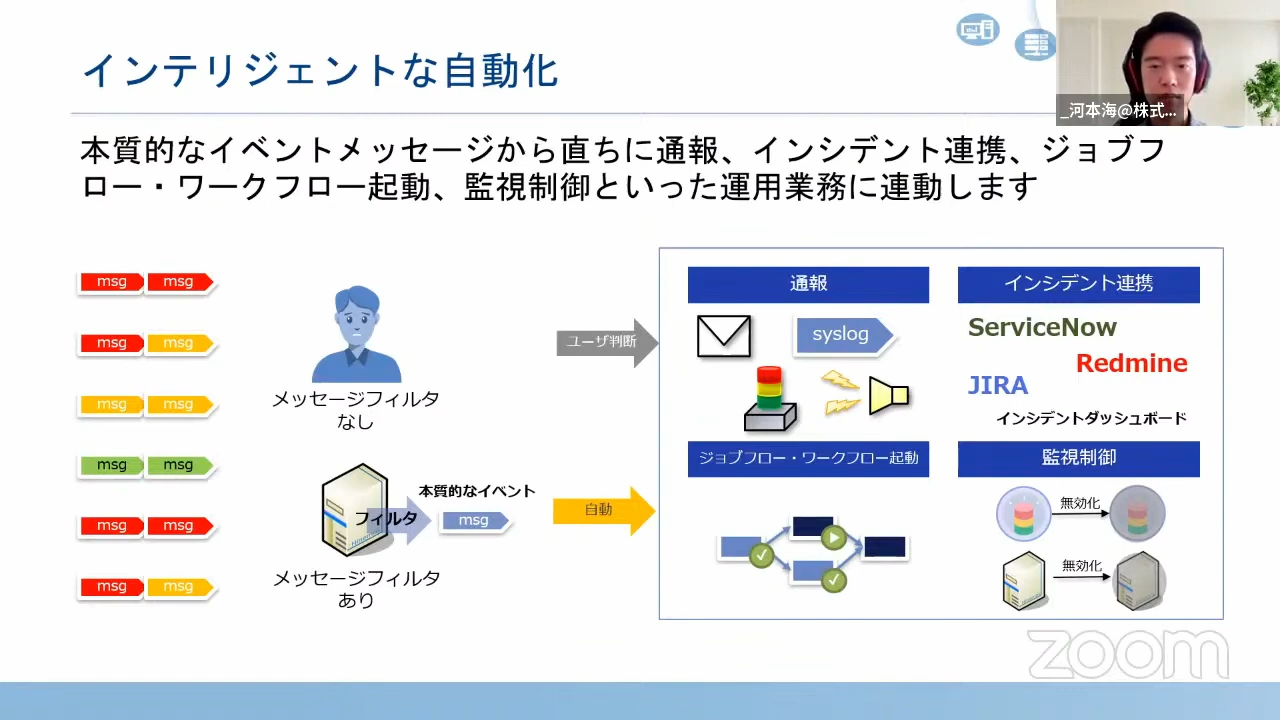 インテリジェントな自動化
_河本海@株式...
本質的なイベントメッセージから直ちに通報、インシデント連携、ジョブフ
ロー・ワークフロー起動、監視制御といった運用業務に連動します
msg msg
msg msg
msg msg
msg msg
msg msg
msg msg
メッセージフィルタ
なし
フィルタ
本質的なイベント
msg
メッセージフィルタ
あり
ユーザ判断
自動
通報
syslog
インシデント連携
ServiceNow
Redmine
JIRA
インシデントダッシュボード
ジョブフロー・ワークフロー起動
監視制御
無効化
無効化
zoom